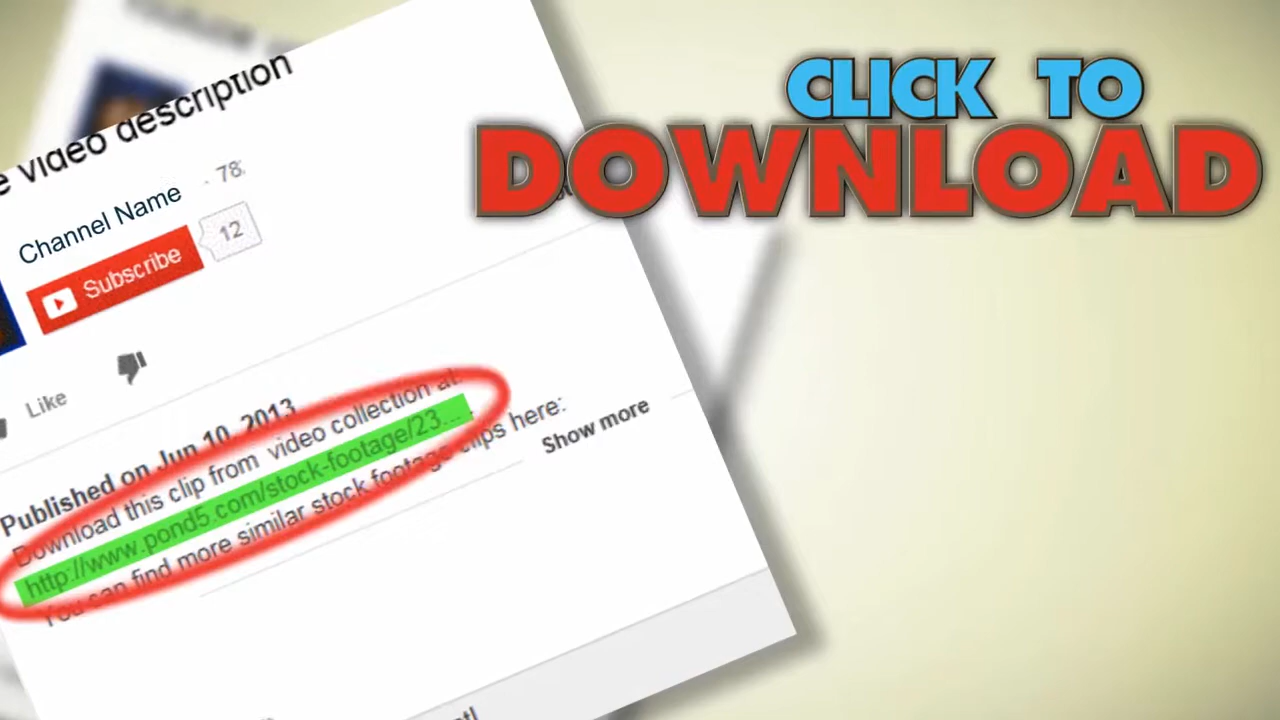 CLICK TO
DOWNLOAD
video description
Channel Name
78
Subscribe
12
Like
Published on Jun 10, 2013
Download this clip from video collection at
http://www.pond5.com/stock-footage/23...
You can find more similar stock footage clips here:
Show more